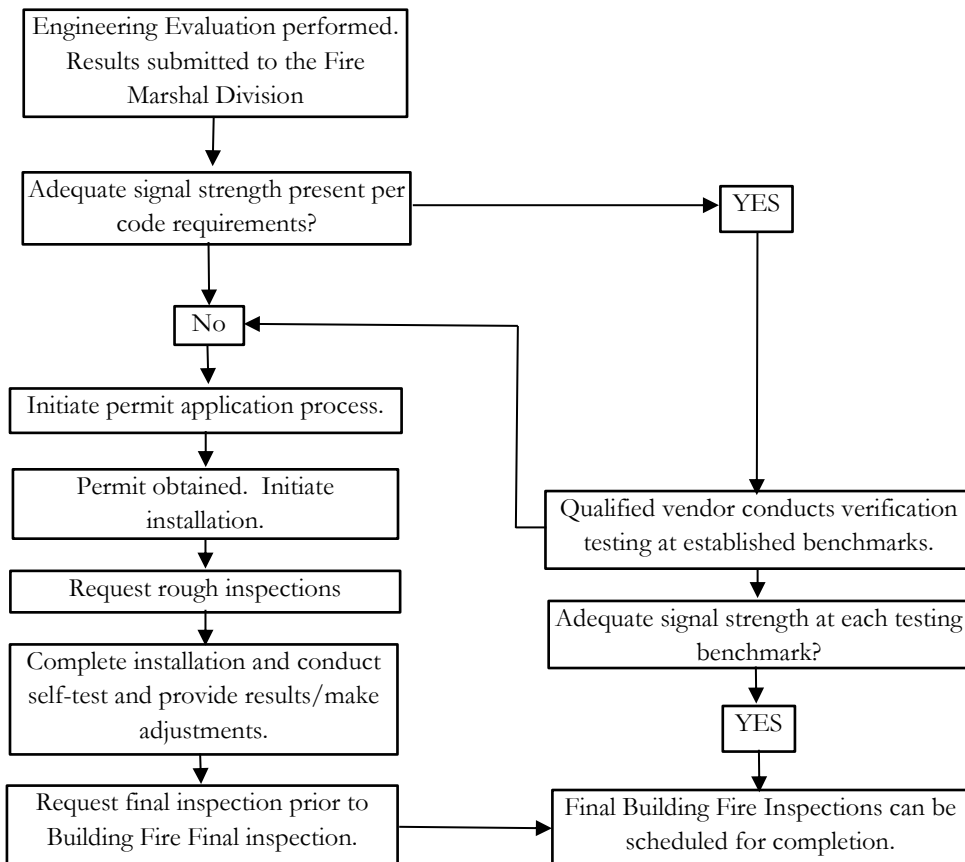 Engineering Evaluation performed.
Results submitted to the Fire
Marshal Division
Adequate signal strength present per
code requirements?
YES
No
Initiate permit application process.
Permit obtained.  Initiate
installation.
Request rough inspections
Complete installation and conduct
self-test and provide results/make
adjustments.
Request final inspection prior to
Building Fire Final inspection.
Qualified vendor conducts verification
testing at established benchmarks.
Adequate signal strength at each testing
benchmark?
YES
Final Building Fire Inspections can be
scheduled for completion.